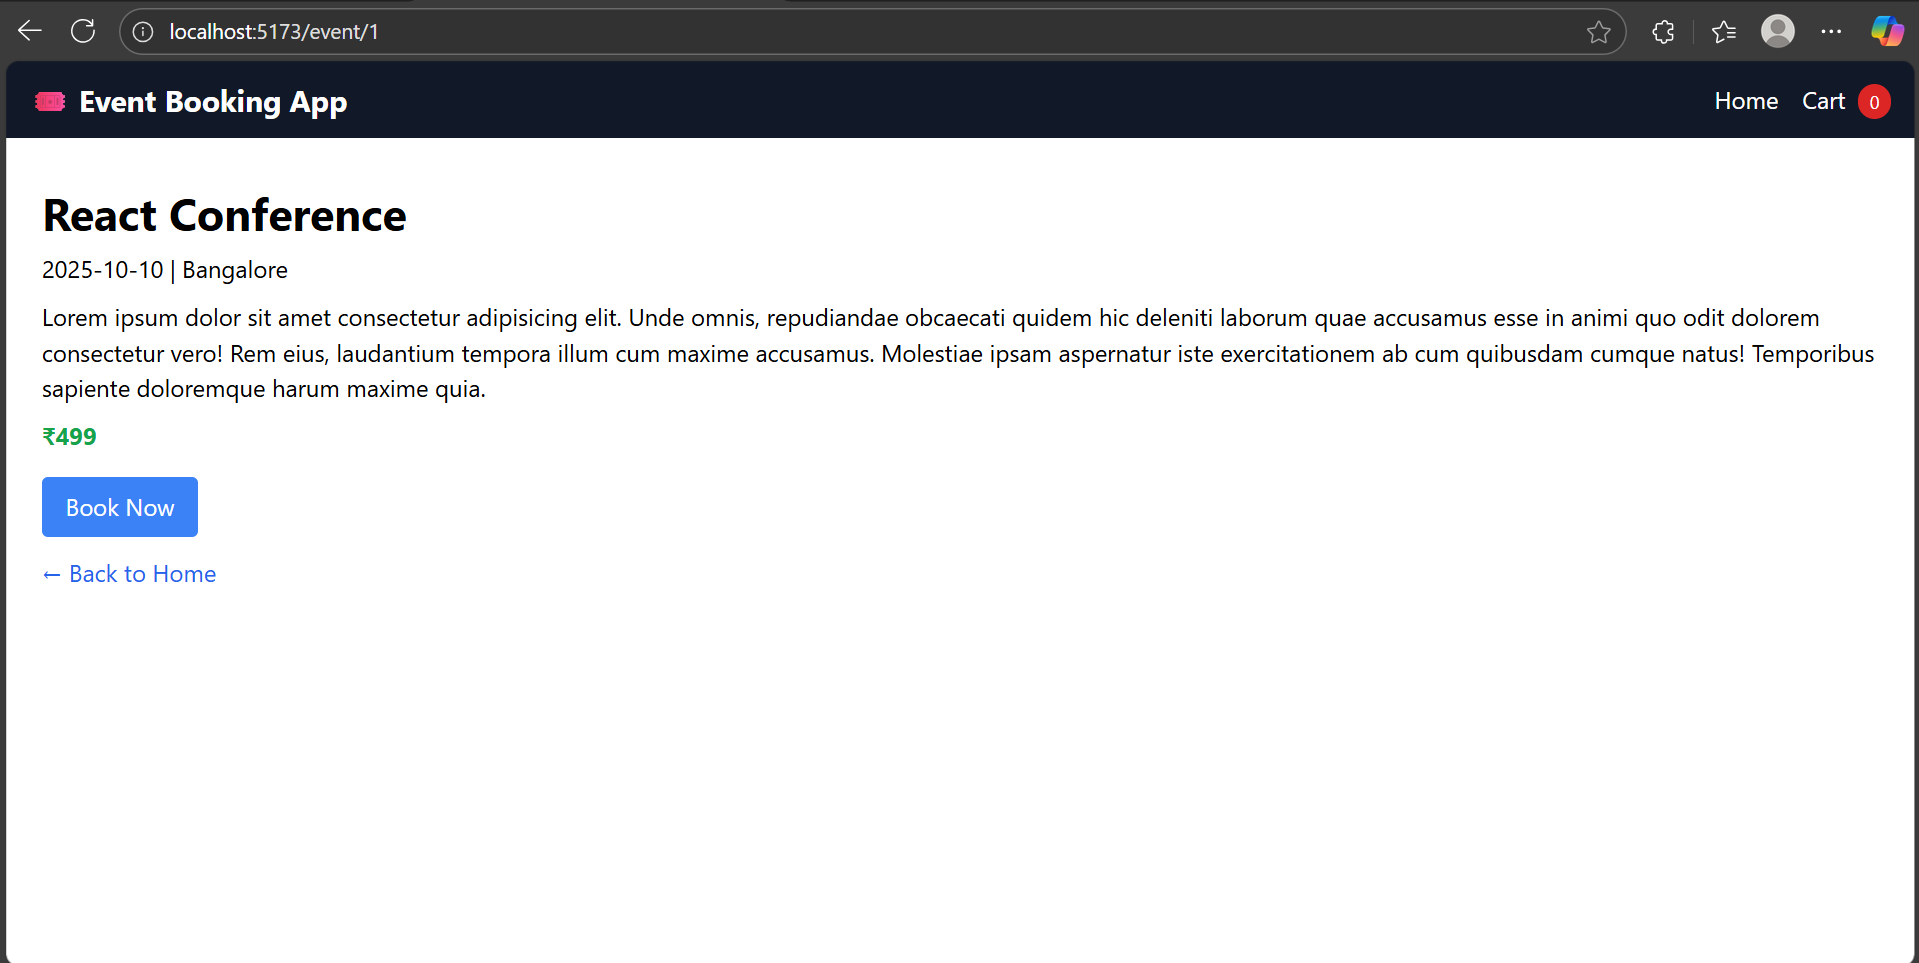 localhost:5173/event/1
Event Booking App
Home Cart 0
React Conference
2025-10-10 | Bangalore
Lorem ipsum dolor sit amet consectetur adipisicing elit. Unde omnis, repudiandae obcaecati quidem hic deleniti laborum quae accusamus esse in animi quo odit dolorem
consectetur vero! Rem eius, laudantium tempora illum cum maxime accusamus. Molestiae ipsam aspernatur iste exercitationem ab cum quibusdam cumque natus! Temporibus
sapiente doloremque harum maxime quia.
₹499
Book Now
← Back to Home